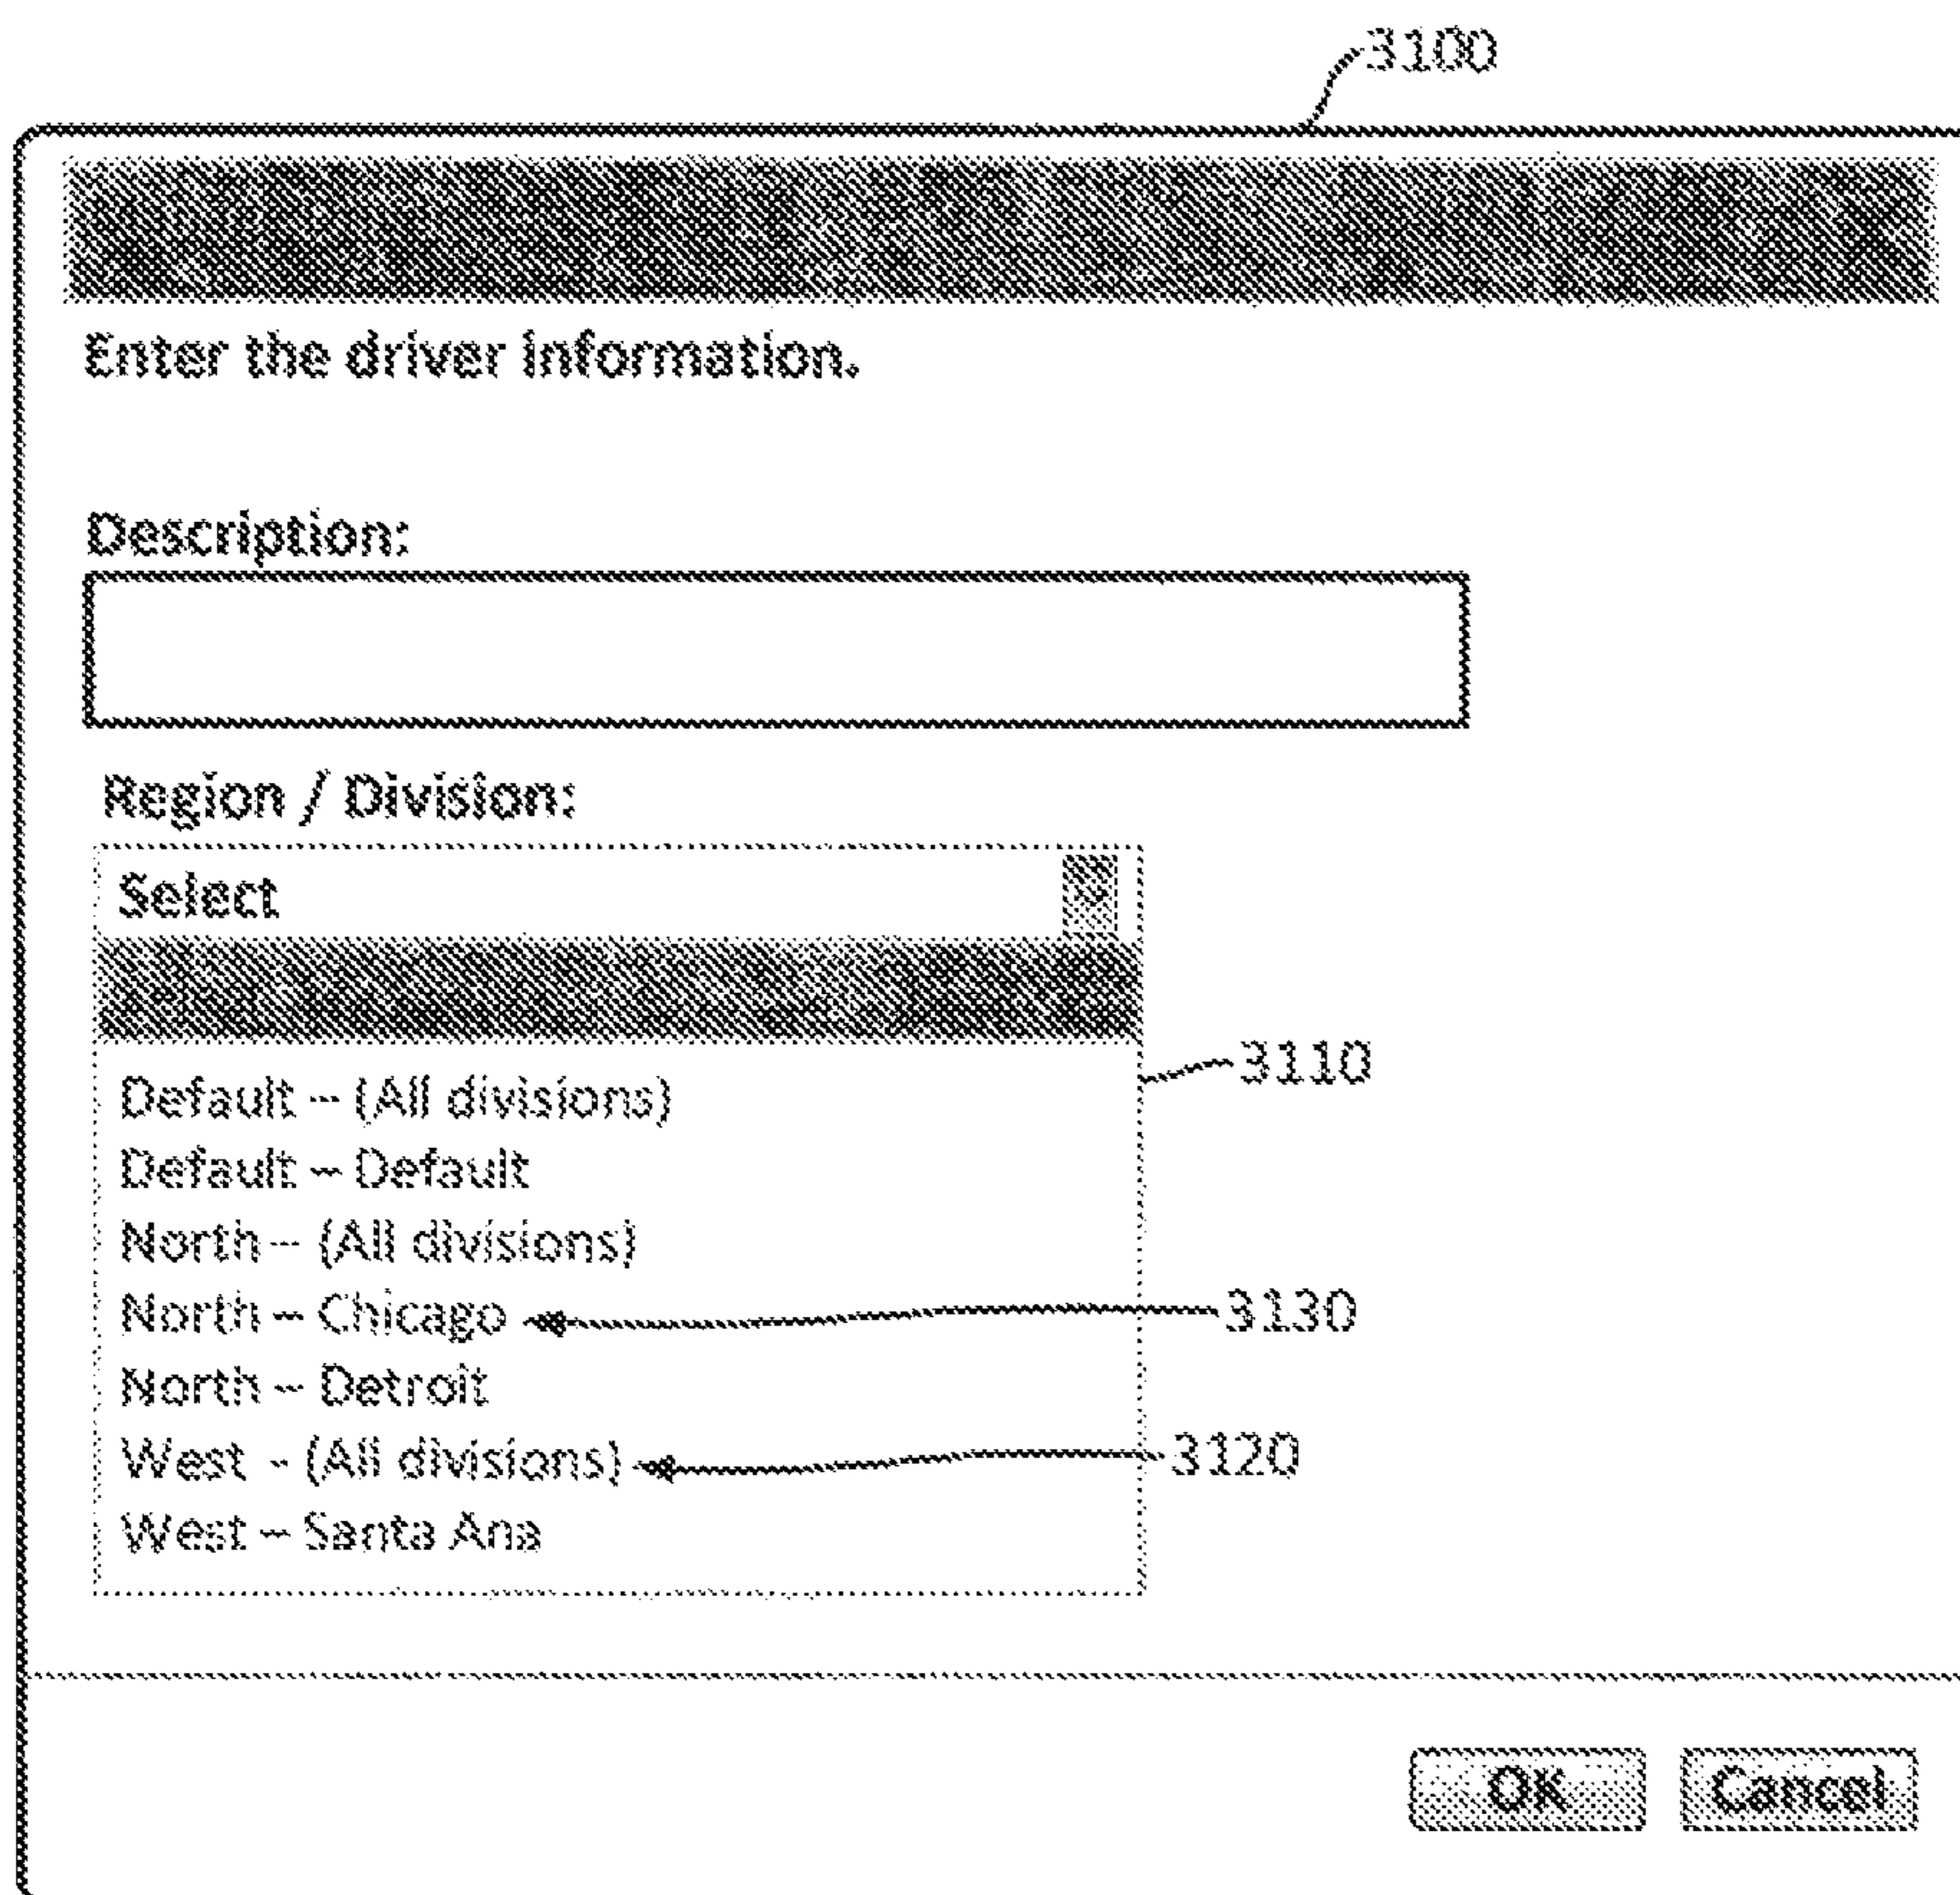 3100
Enter the driver information.
Description:
Region / Division:
Select
3110
Default -- (All divisions)
Default -- Default
North -- (All divisions)
North -- Chicago 3130
North -- Detroit
West - (All divisions) 3120
West -- Santa Ana
OK Cancel